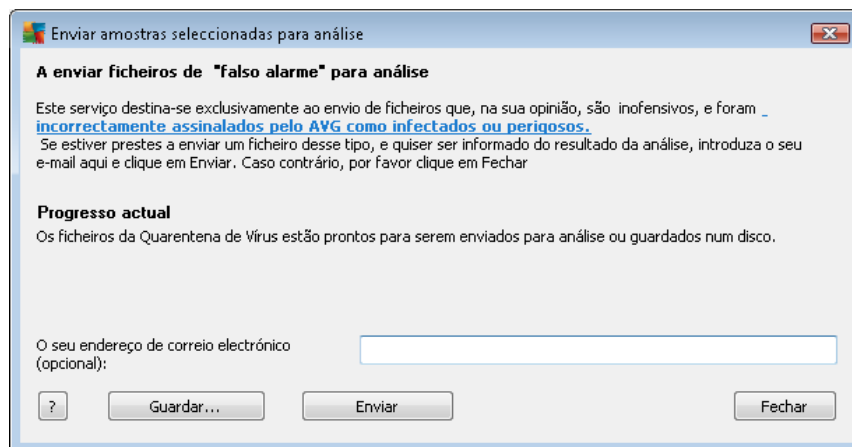 Enviar amostras seleccionadas para análise
A enviar ficheiros de "falso alarme" para análise
Este serviço destina-se exclusivamente ao envio de ficheiros que, na sua opinião, são inofensivos, e foram
incorrectamente assinalados pelo AVG como infectados ou perigosos.
Se estiver prestes a enviar um ficheiro desse tipo, e quiser ser informado do resultado da análise, introduza o seu
e-mail aqui e clique em Enviar. Caso contrário, por favor clique em Fechar
Progresso actual
Os ficheiros da Quarentena de Vírus estão prontos para serem enviados para análise ou guardados num disco.
O seu endereço de correio electrónico
(opcional):
? Guardar... Enviar Fechar